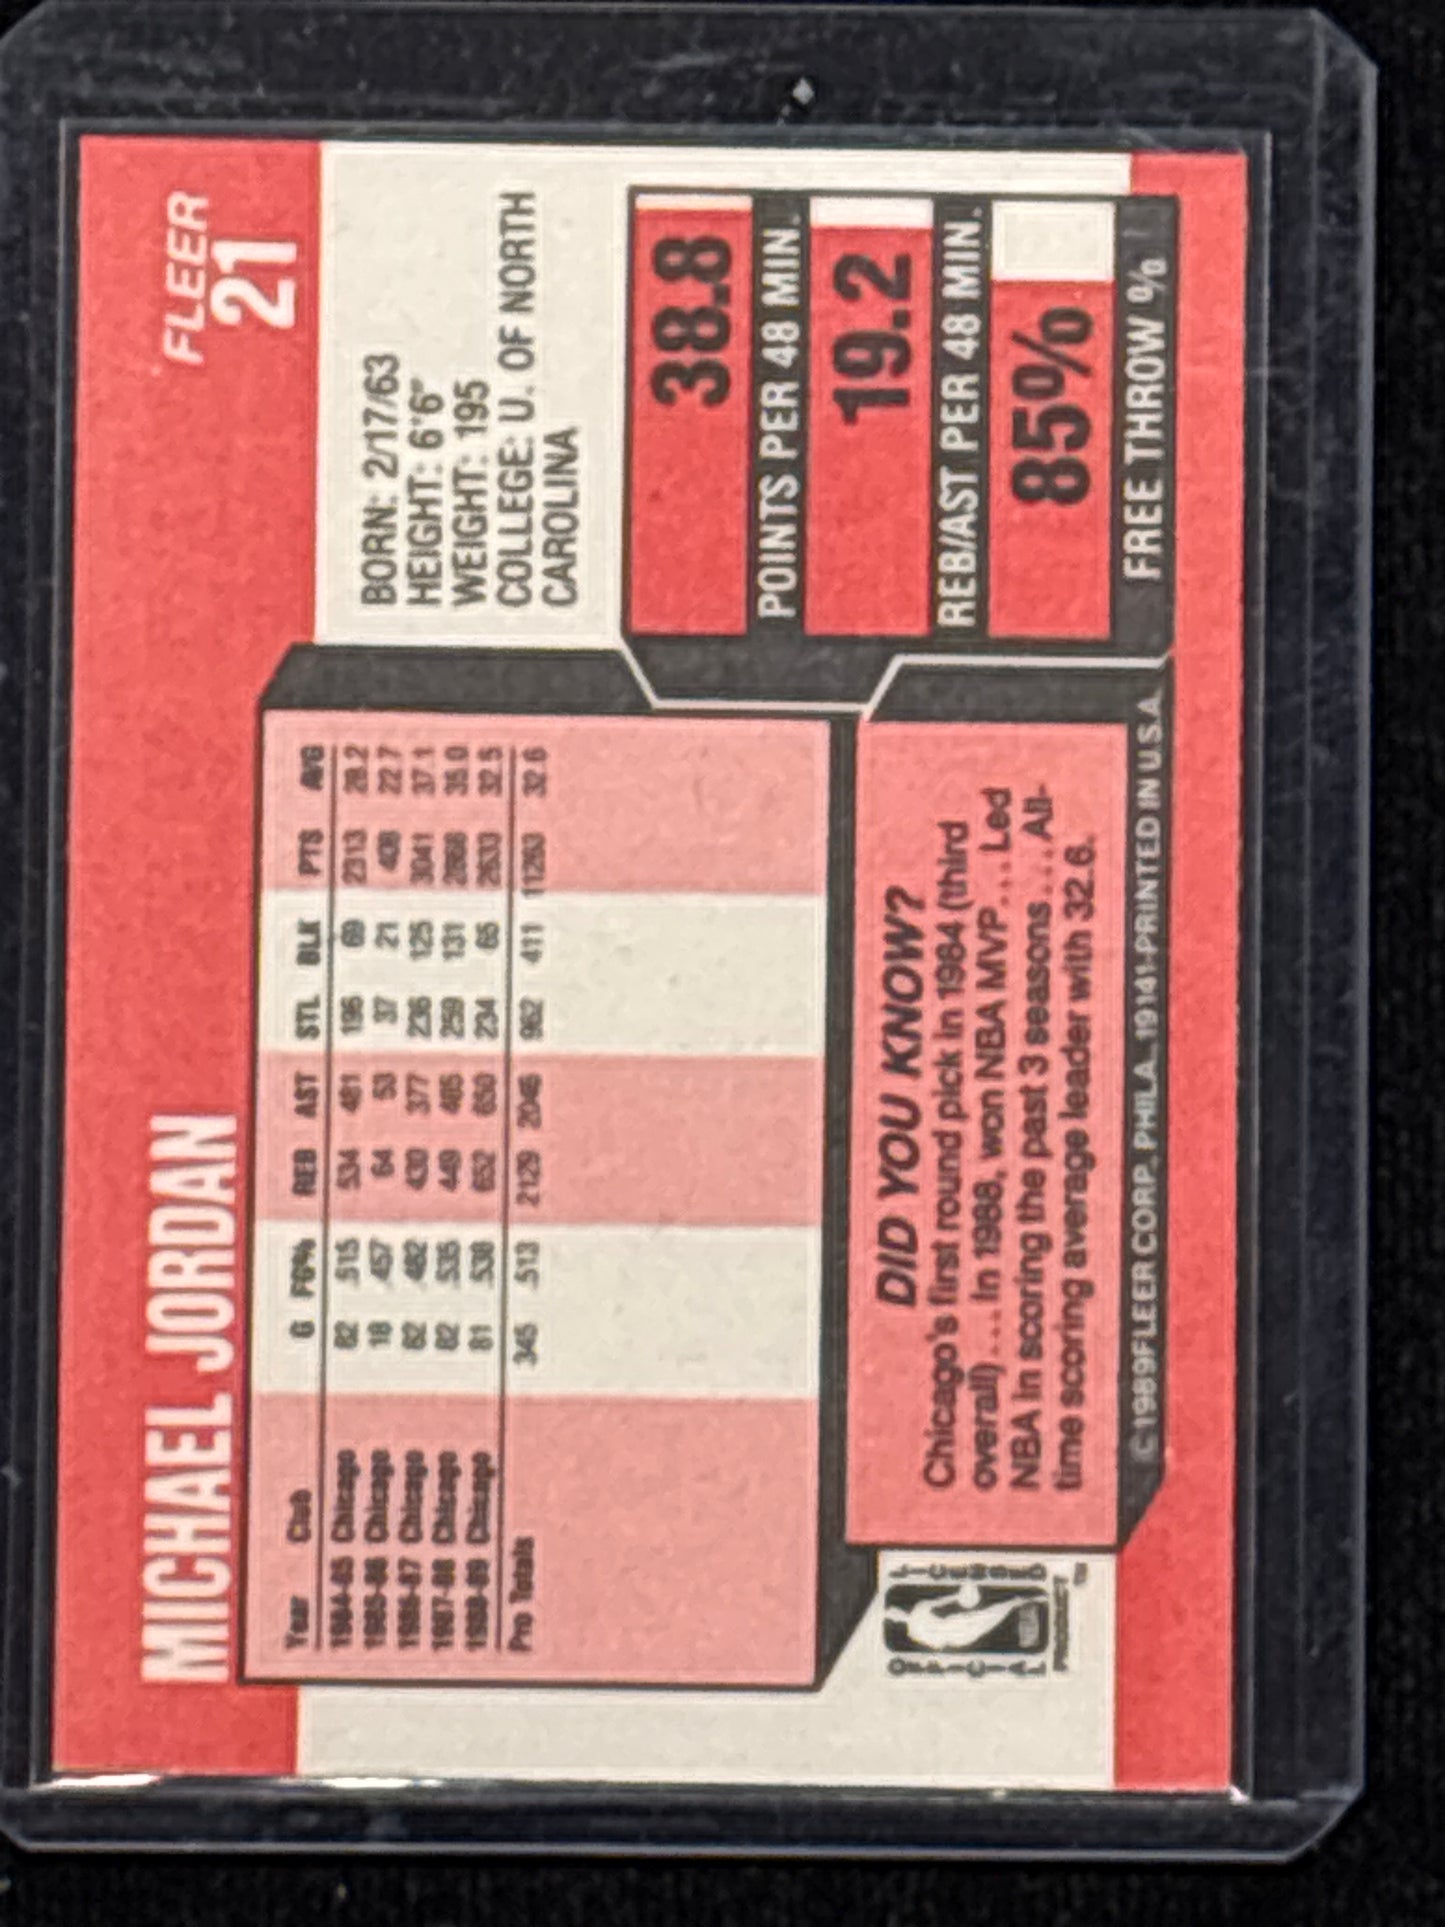 FLEER
21
MICHAEL JORDAN
Year Club G FG% REB AST STL BLK PTS AVG
1984-85 Chicago 82 .515 534 481 196 69 2313 28.2
1985-86 Chicago 18 .457 64 53 37 21 408 22.7
1986-87 Chicago 82 .482 430 377 236 125 3041 37.1
1987-88 Chicago 82 .535 449 485 259 131 2868 35.0
1988-89 Chicago 81 .538 652 650 234 65 2633 32.5
Pro Totals 345 .513 2129 2046 962 411 11263 32.6
BORN: 2/17/63
HEIGHT: 6'6"
WEIGHT: 195
COLLEGE: U. OF NORTH
CAROLINA
38.8
POINTS PER 48 MIN.
19.2
REB/AST PER 48 MIN.
85%
FREE THROW %
DID YOU KNOW?
Chicago's first round pick in 1984 (third
overall)....In 1988, won NBA MVP....Led
NBA in scoring the past 3 seasons....All-
time scoring average leader with 32.6.
OFFICIAL
NBA
LICENSED
PRODUCT
TM
©1989 FLEER CORP., PHILA. 19141-PRINTED IN U.S.A.